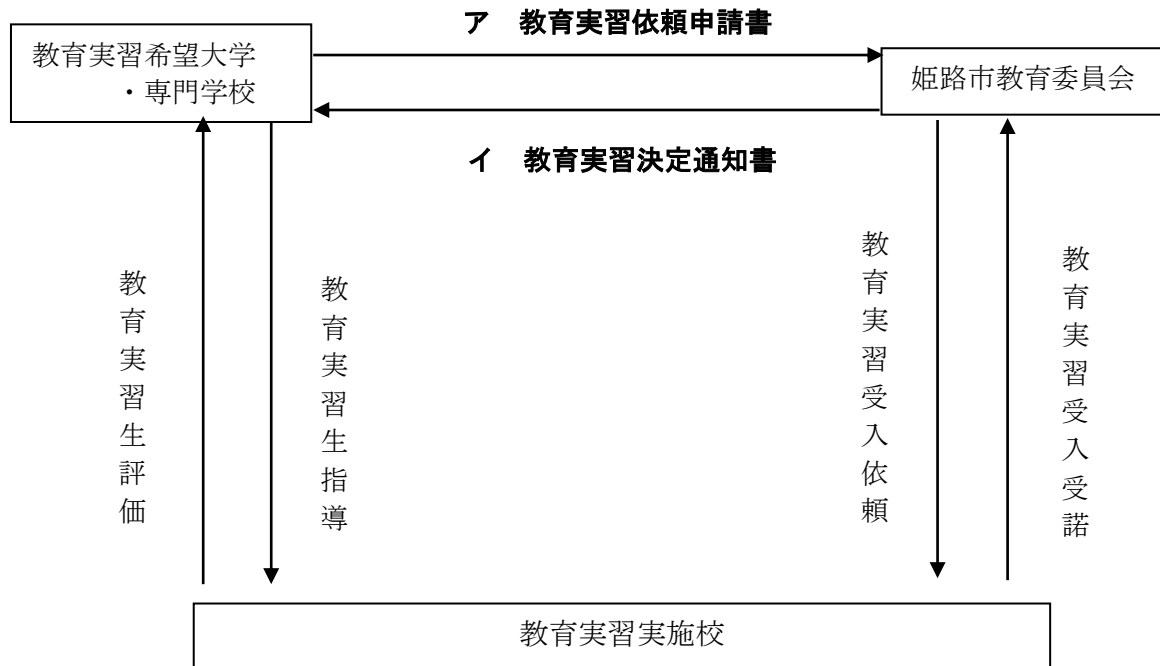 ア　教育実習依頼申請書
教育実習希望大学
・専門学校
姫路市教育委員会
イ　教育実習決定通知書
教育実習生評価
教育実習生指導
教育実習受入依頼
教育実習受入受諾
教育実習実施校